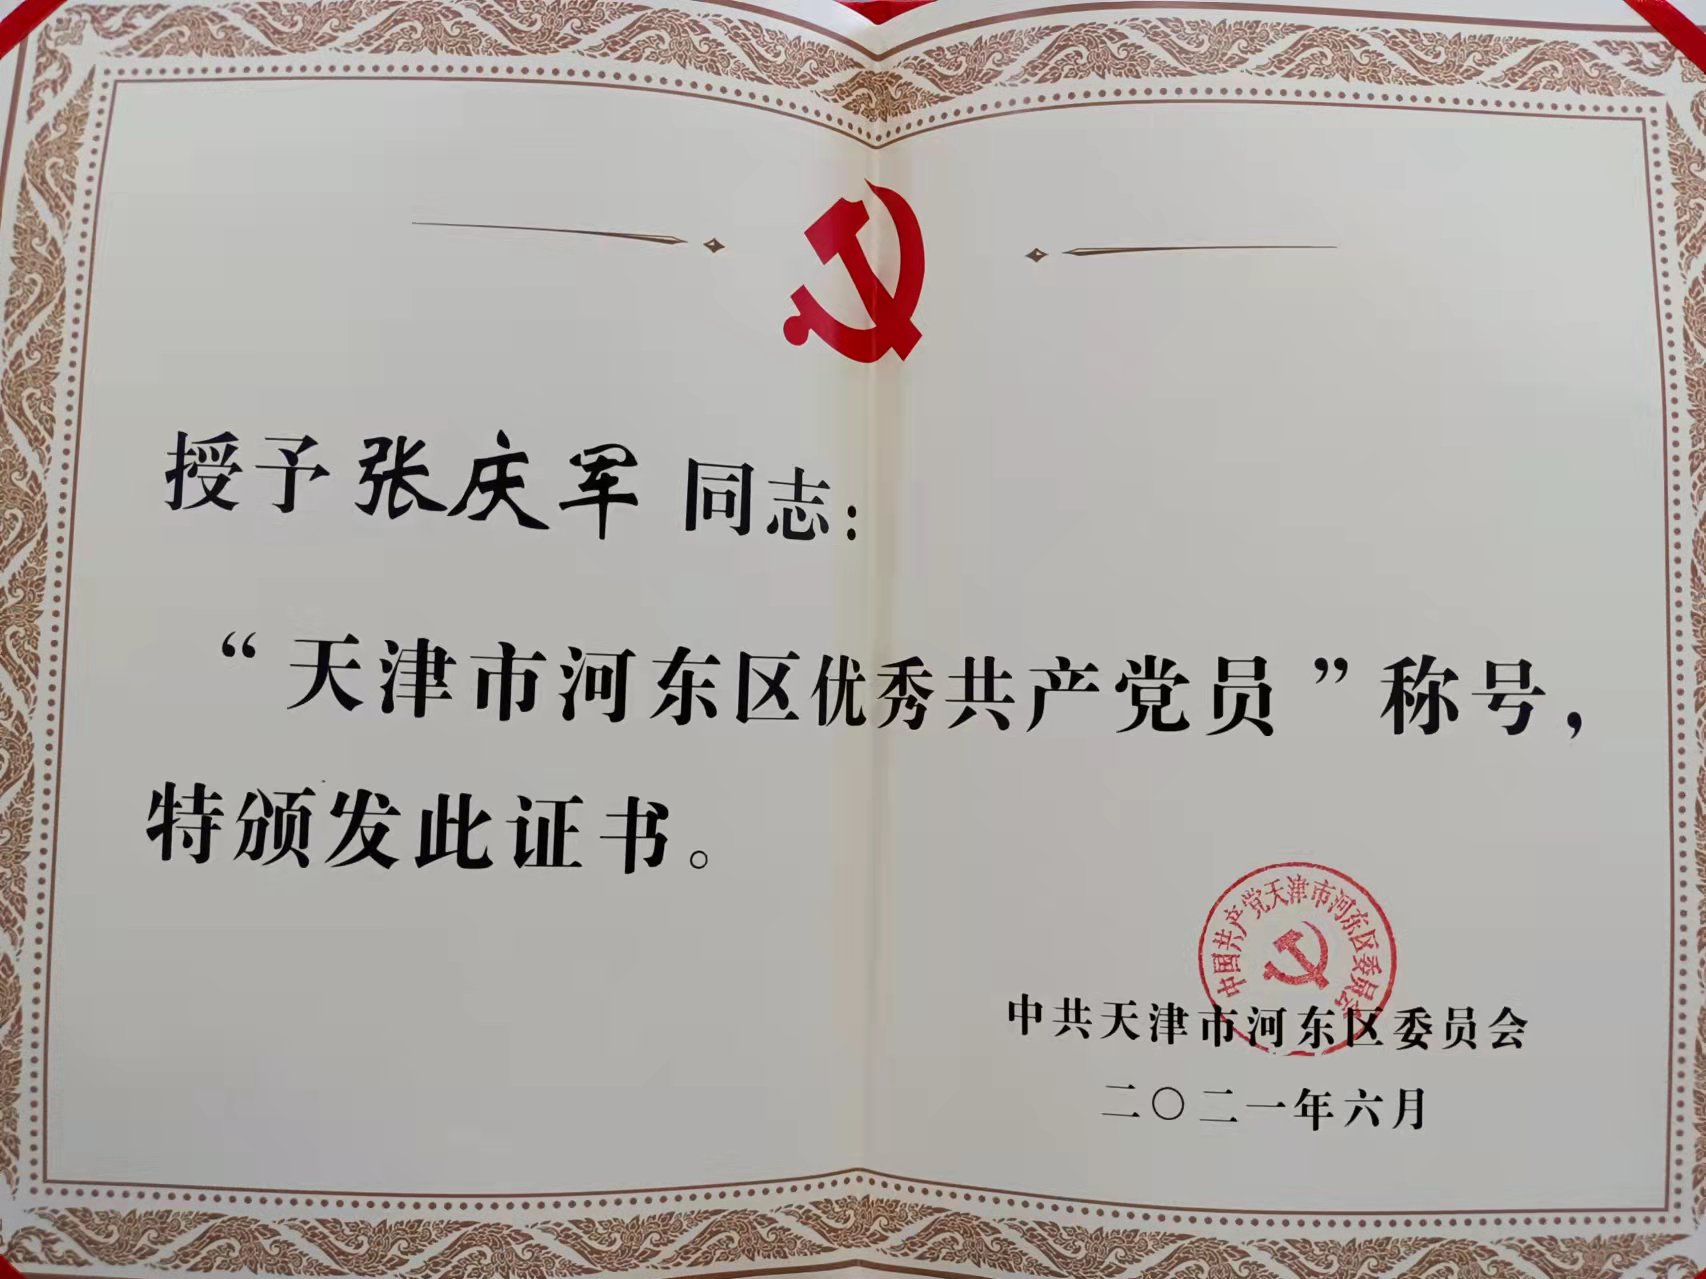 授予张庆军同志：
“天津市河东区优秀共产党员”称号，
特颁发此证书。
中国共产党天津市河东区委员会
中共天津市河东区委员会
二〇二一年六月